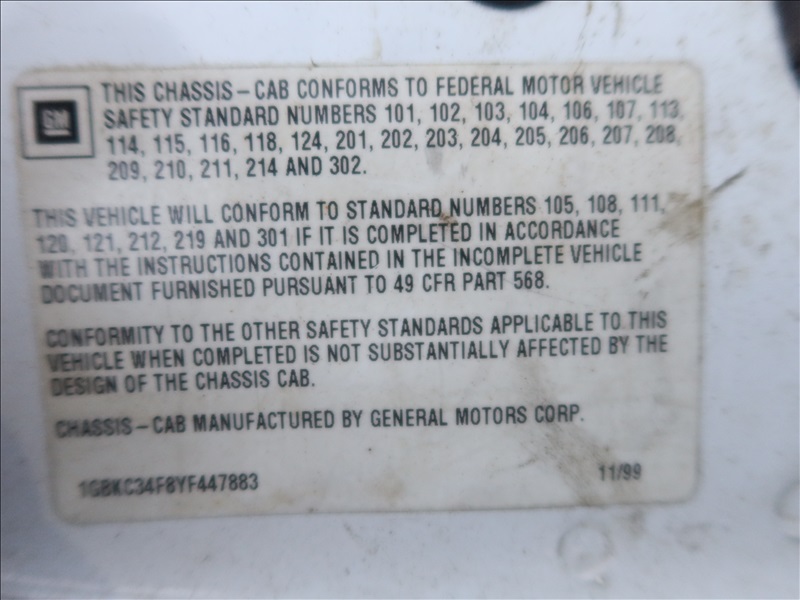 GM
THIS CHASSIS-CAB CONFORMS TO FEDERAL MOTOR VEHICLE
SAFETY STANDARD NUMBERS 101, 102, 103, 104, 106, 107, 113,
114, 115, 116, 118, 124, 201, 202, 203, 204, 205, 206, 207, 208,
209, 210, 211, 214 AND 302.
THIS VEHICLE WILL CONFORM TO STANDARD NUMBERS 105, 108, 111,
120, 121, 212, 219 AND 301 IF IT IS COMPLETED IN ACCORDANCE
WITH THE INSTRUCTIONS CONTAINED IN THE INCOMPLETE VEHICLE
DOCUMENT FURNISHED PURSUANT TO 49 CFR PART 568.
CONFORMITY TO THE OTHER SAFETY STANDARDS APPLICABLE TO THIS
VEHICLE WHEN COMPLETED IS NOT SUBSTANTIALLY AFFECTED BY THE
DESIGN OF THE CHASSIS CAB.
CHASSIS-CAB MANUFACTURED BY GENERAL MOTORS CORP.
1GBKC34F8YF447883
11/99